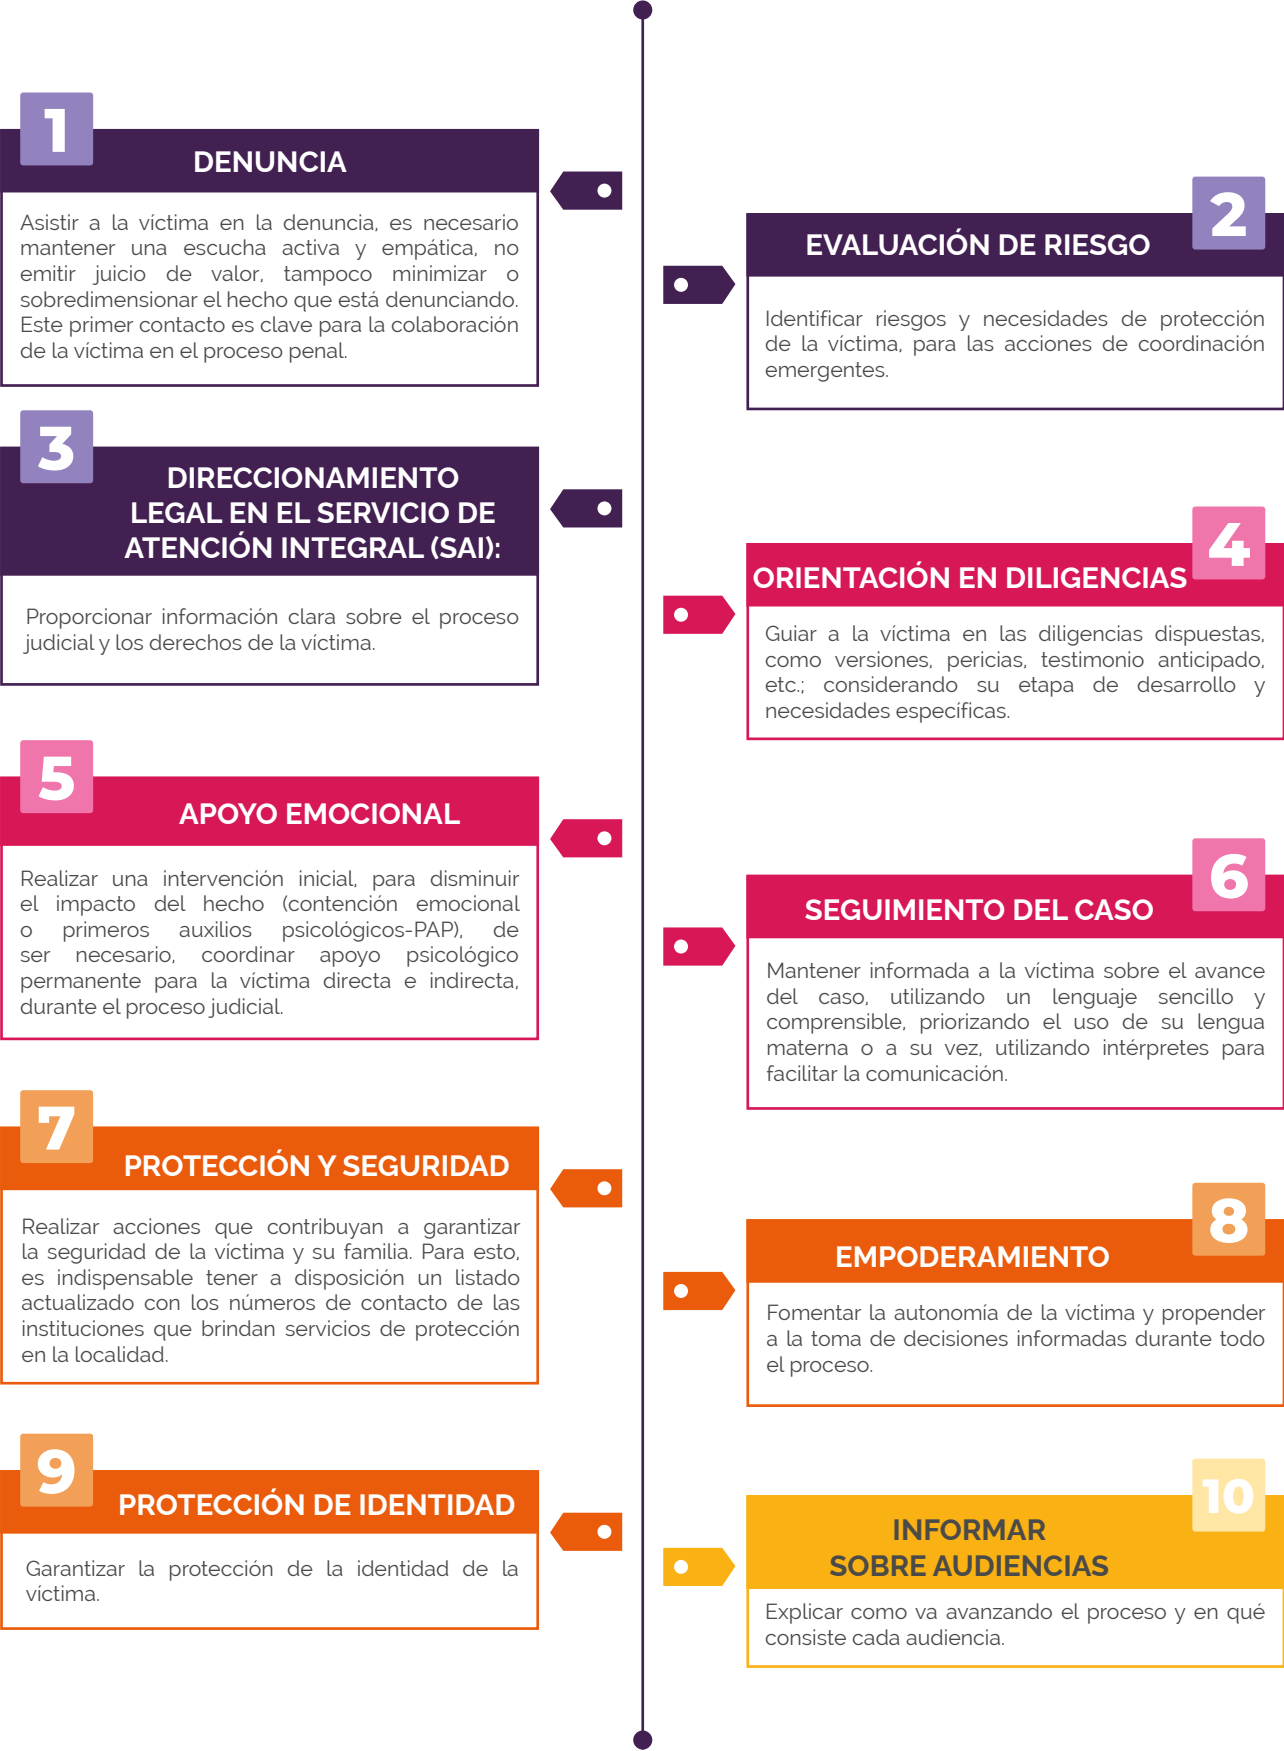 1
DENUNCIA
Asistir a la víctima en la denuncia, es necesario
mantener una escucha activa y empática, no
emitir juicio de valor, tampoco minimizar o
sobredimensionar el hecho que está denunciando.
Este primer contacto es clave para la colaboración
de la víctima en el proceso penal.
2
EVALUACIÓN DE RIESGO
Identificar riesgos y necesidades de protección
de la víctima, para las acciones de coordinación
emergentes.
3
DIRECCIONAMIENTO
LEGAL EN EL SERVICIO DE
ATENCIÓN INTEGRAL (SAI):
Proporcionar información clara sobre el proceso
judicial y los derechos de la víctima.
4
ORIENTACIÓN EN DILIGENCIAS
Guiar a la víctima en las diligencias dispuestas,
como versiones, pericias, testimonio anticipado,
etc.; considerando su etapa de desarrollo y
necesidades específicas.
5
APOYO EMOCIONAL
Realizar una intervención inicial, para disminuir
el impacto del hecho (contención emocional
o primeros auxilios psicológicos-PAP), de
ser necesario, coordinar apoyo psicológico
permanente para la víctima directa e indirecta,
durante el proceso judicial.
6
SEGUIMIENTO DEL CASO
Mantener informada a la víctima sobre el avance
del caso, utilizando un lenguaje sencillo y
comprensible, priorizando el uso de su lengua
materna o a su vez, utilizando intérpretes para
facilitar la comunicación.
7
PROTECCIÓN Y SEGURIDAD
Realizar acciones que contribuyan a garantizar
la seguridad de la víctima y su familia. Para esto,
es indispensable tener a disposición un listado
actualizado con los números de contacto de las
instituciones que brindan servicios de protección
en la localidad.
8
EMPODERAMIENTO
Fomentar la autonomía de la víctima y propender
a la toma de decisiones informadas durante todo
el proceso.
9
PROTECCIÓN DE IDENTIDAD
Garantizar la protección de la identidad de la
víctima.
10
INFORMAR
SOBRE AUDIENCIAS
Explicar como va avanzando el proceso y en qué
consiste cada audiencia.